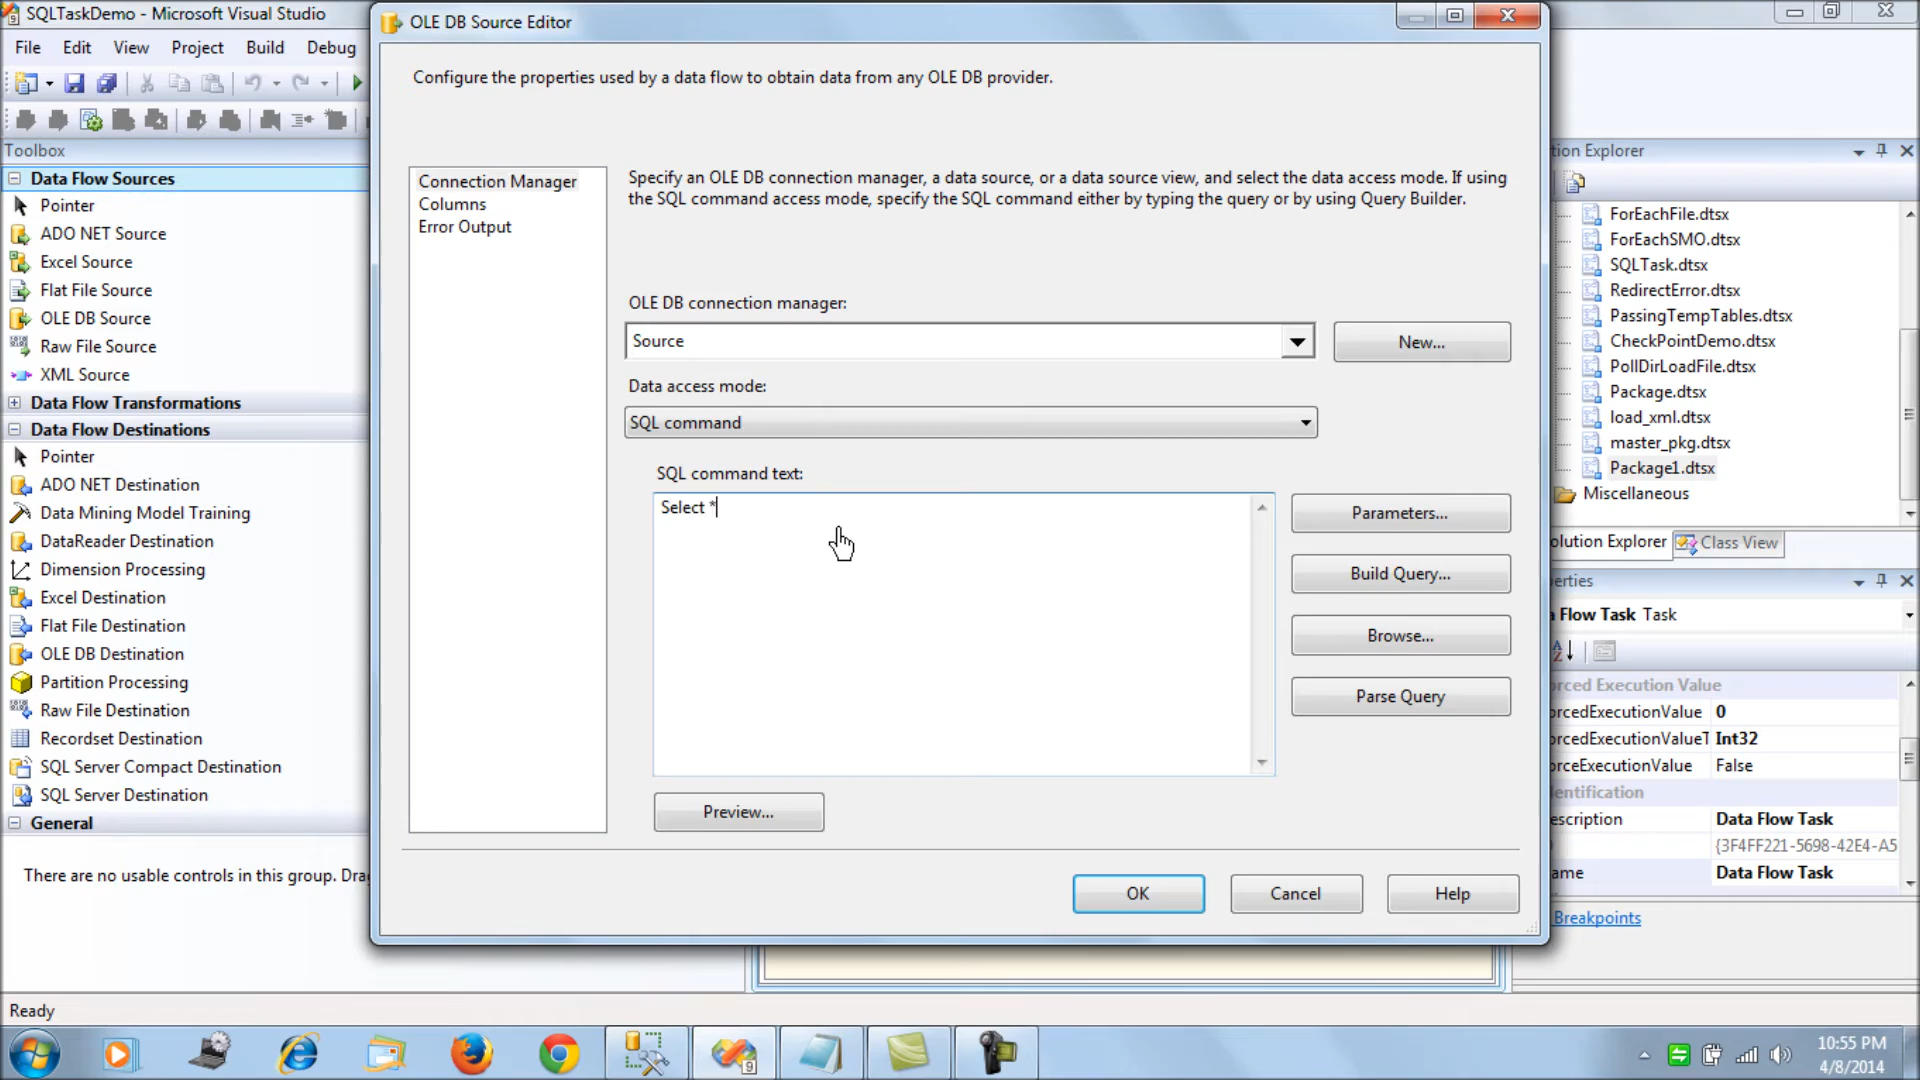 SQLTaskDemo - Microsoft Visual Studio
File Edit View Project Build Debug
Toolbox
Data Flow Sources
Pointer
ADO NET Source
Excel Source
Flat File Source
OLE DB Source
Raw File Source
XML Source
Data Flow Transformations
Data Flow Destinations
Pointer
ADO NET Destination
Data Mining Model Training
DataReader Destination
Dimension Processing
Excel Destination
Flat File Destination
OLE DB Destination
Partition Processing
Raw File Destination
Recordset Destination
SQL Server Compact Destination
SQL Server Destination
General
There are no usable controls in this group. Drag
OLE DB Source Editor
Configure the properties used by a data flow to obtain data from any OLE DB provider.
Connection Manager
Columns
Error Output
Specify an OLE DB connection manager, a data source, or a data source view, and select the data access mode. If using
the SQL command access mode, specify the SQL command either by typing the query or by using Query Builder.
OLE DB connection manager:
Source
New...
Data access mode:
SQL command
SQL command text:
Select *
Parameters...
Build Query...
Browse...
Parse Query
Preview...
OK Cancel Help
tion Explorer
ForEachFile.dtsx
ForEachSMO.dtsx
SQLTask.dtsx
RedirectError.dtsx
PassingTempTables.dtsx
CheckPointDemo.dtsx
PollDirLoadFile.dtsx
Package.dtsx
load_xml.dtsx
master_pkg.dtsx
Package1.dtsx
Miscellaneous
olution Explorer Class View
erties
a Flow Task Task
orced Execution Value
orcedExecutionValue 0
orcedExecutionValueT Int32
orceExecutionValue False
dentification
escription Data Flow Task
{3F4FF221-5698-42E4-A5
ame Data Flow Task
Breakpoints
Ready
10:55 PM
4/8/2014